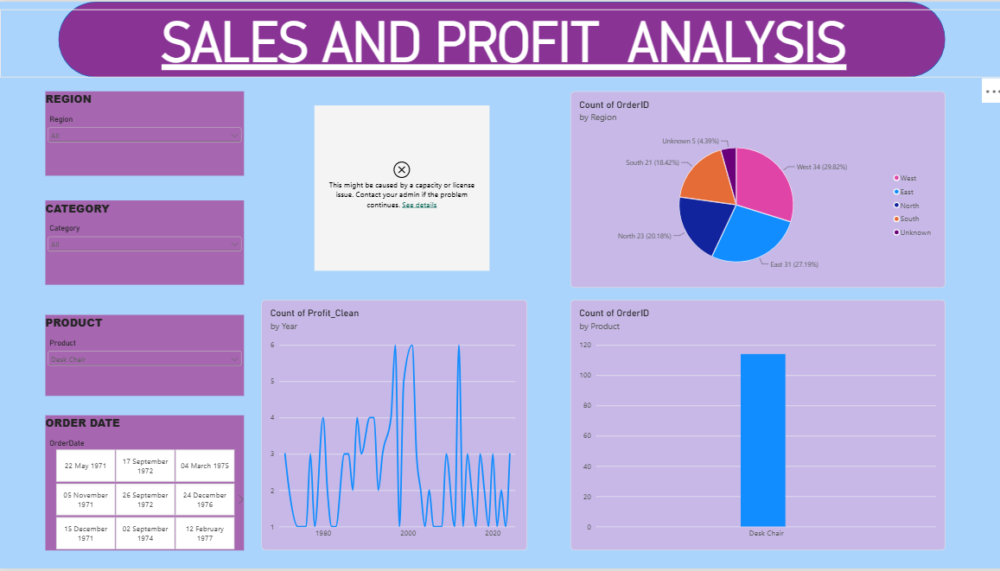 SALES AND PROFIT ANALYSIS
REGION
Region
All
CATEGORY
Category
All
PRODUCT
Product
Desk Chair
ORDER DATE
OrderDate
22 May 1971
17 September
1972
04 March 1975
05 November
1971
26 September
1972
24 December
1976
15 December
1971
02 September
1974
12 February
1977
This might be caused by a capacity or license
issue. Contact your admin if the problem
continues. See details
Count of Profit_Clean
by Year
6
5
4
3
2
1
1980
2000
2020
Count of OrderID
by Region
Unknown 5 (4.39%)
South 21 (18.42%)
West 34 (29.82%)
North 23 (20.18%)
East 31 (27.19%)
West
East
North
South
Unknown
Count of OrderID
by Product
120
100
80
60
40
20
0
Desk Chair